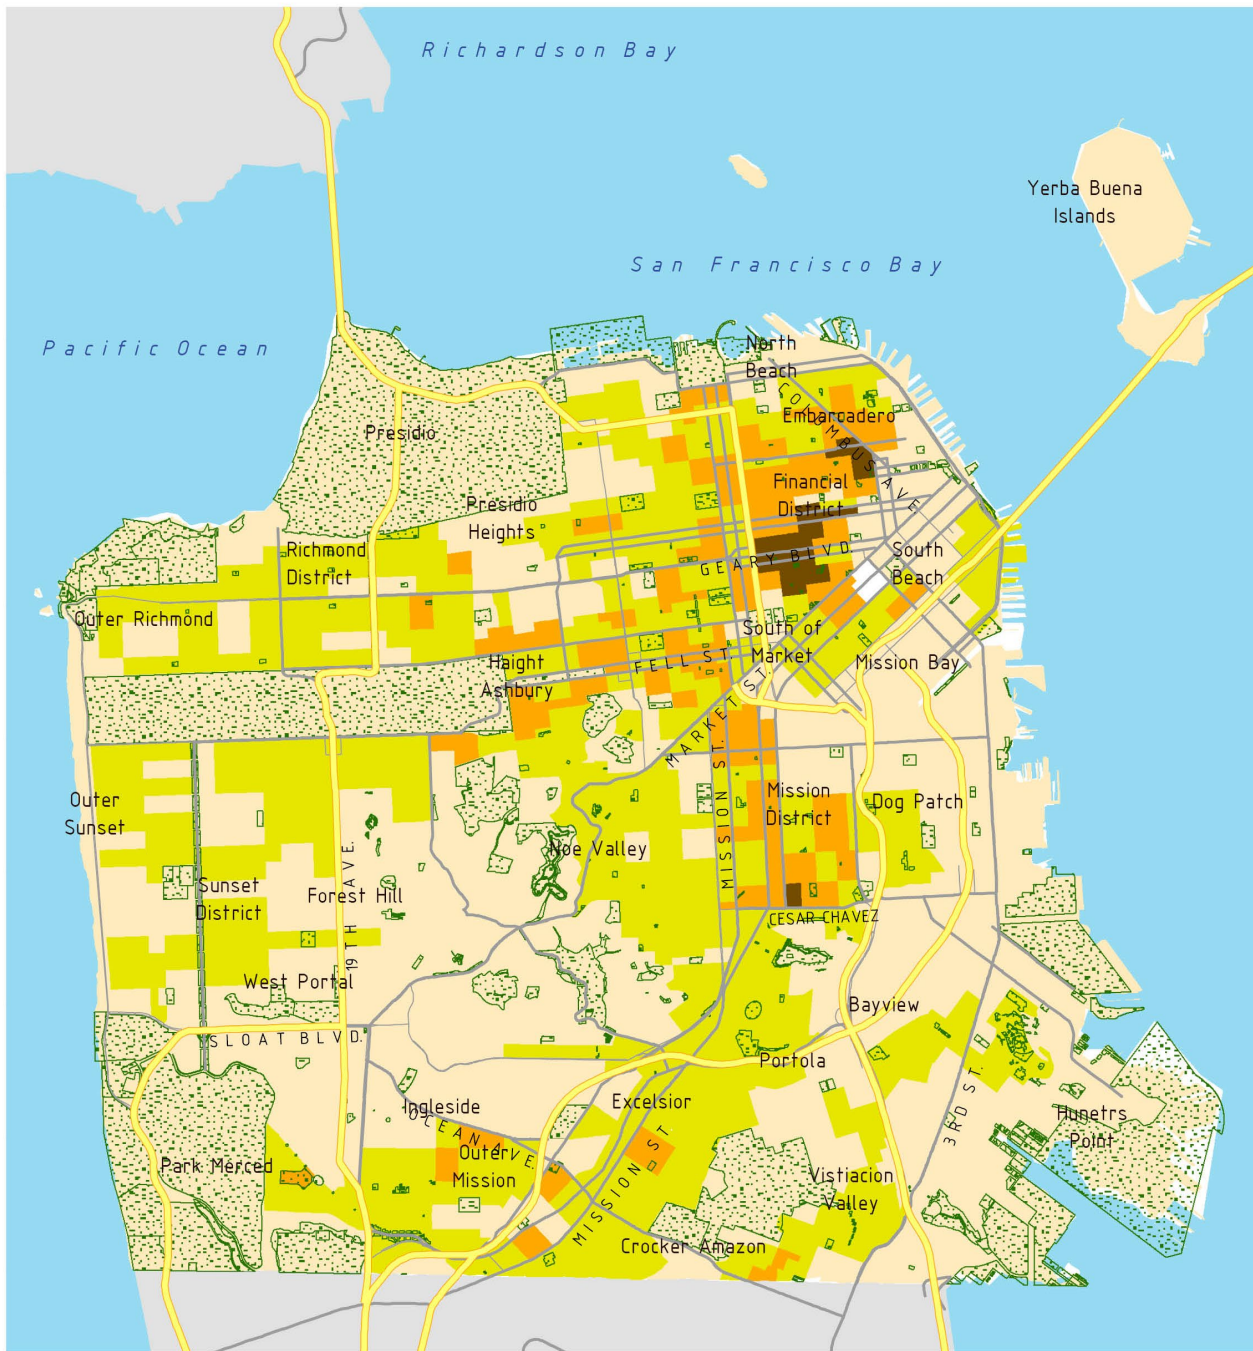 Richardson Bay
Yerba Buena
Islands
San Francisco Bay
Pacific Ocean
North
Beach
COLUMBUS AVE
Embarcadero
Presidio
Financial
District
Presidio
Heights
Richmond
District
GEARY BLVD.
South
Beach
Outer Richmond
South of
Market
FELL ST.
Haight
Ashbury
Mission Bay
MARKET ST.
Outer
Sunset
MISSION ST.
Mission
District
Dog Patch
Noe Valley
Sunset
District
Forest Hill
19TH AVE.
CESAR CHAVEZ
West Portal
Bayview
SLOAT BLVD.
Portola
Ingleside
OCEAN AVE.
Excelsior
3RD ST.
Hunetrs
Point
Outer
Mission
MISSION ST.
Park Merced
Vistiacion
Valley
Crocker Amazon